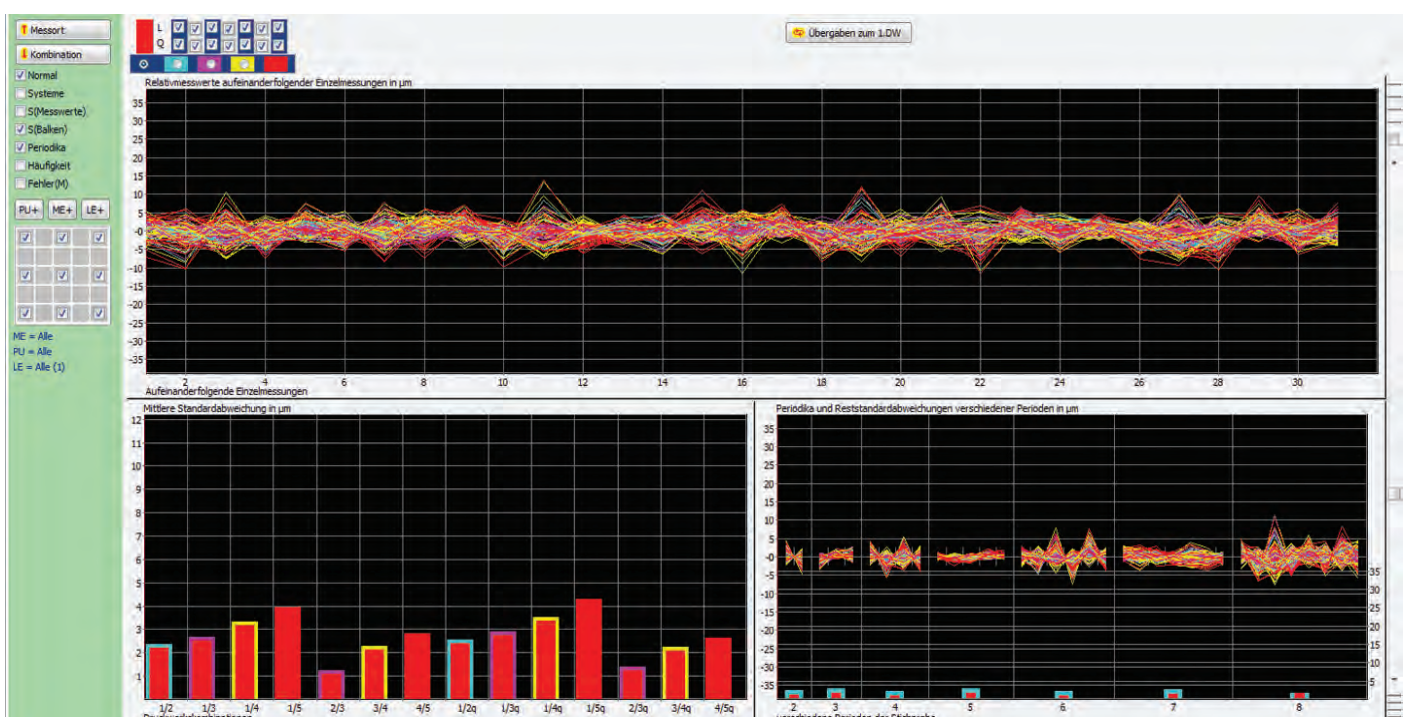 Messort
Kombination
Normal
Systeme
S(Messwerte)
S(Balken)
Periodika
Häufigkeit
Fehler(M)
PU+ ME+ LE+
ME = Alle
PU = Alle
LE = Alle (1)
L
Q
Übergaben zum 1.DW
Relativmesswerte aufeinanderfolgender Einzelmessungen in µm
35
30
25
20
15
10
5
-0
-5
-10
-15
-20
-25
-30
-35
2 4 6 8 10 12 14 16 18 20 22 24 26 28 30
Aufeinanderfolgende Einzelmessungen
Mittlere Standardabweichung in µm
12
11
10
9
8
7
6
5
4
3
2
1
1/2 1/3 1/4 1/5 2/3 3/4 4/5 1/2q 1/3q 1/4q 1/5q 2/3q 3/4q 4/5q
Druckwerkskombinationen
Periodika und Reststandardabweichungen verschiedener Perioden in µm
35
30
25
20
15
10
5
-0
-5
-10
-15
-20
-25
-30
-35
35
30
25
20
15
10
5
2 3 4 5 6 7 8
verschiedene Perioden der Stichprobe